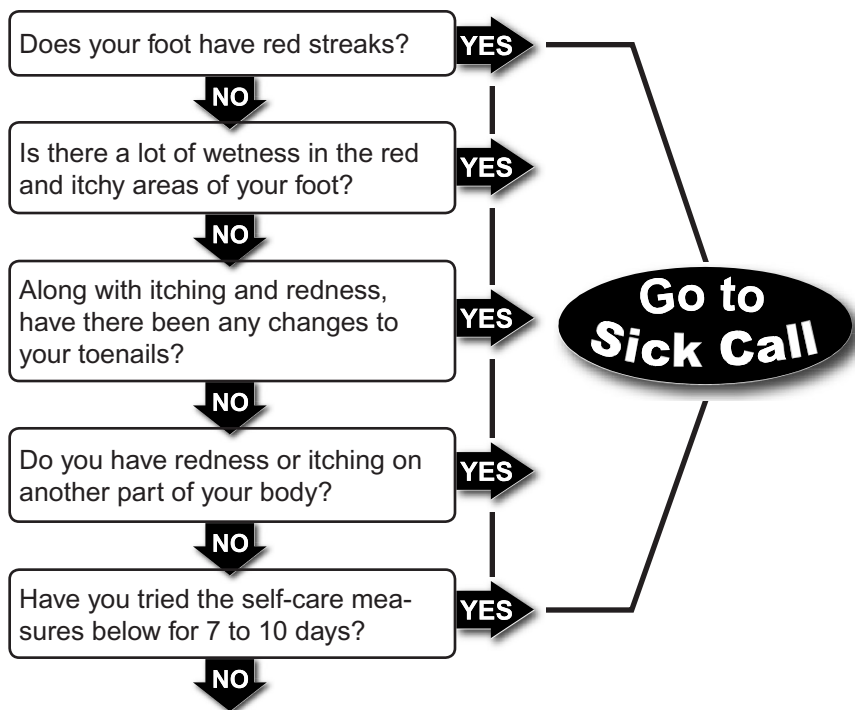 Does your foot have red streaks?
YES
NO
Is there a lot of wetness in the red
and itchy areas of your foot?
YES
NO
Along with itching and redness,
have there been any changes to
your toenails?
YES
Go to
Sick Call
NO
Do you have redness or itching on
another part of your body?
YES
NO
Have you tried the self-care mea-
sures below for 7 to 10 days?
YES
NO